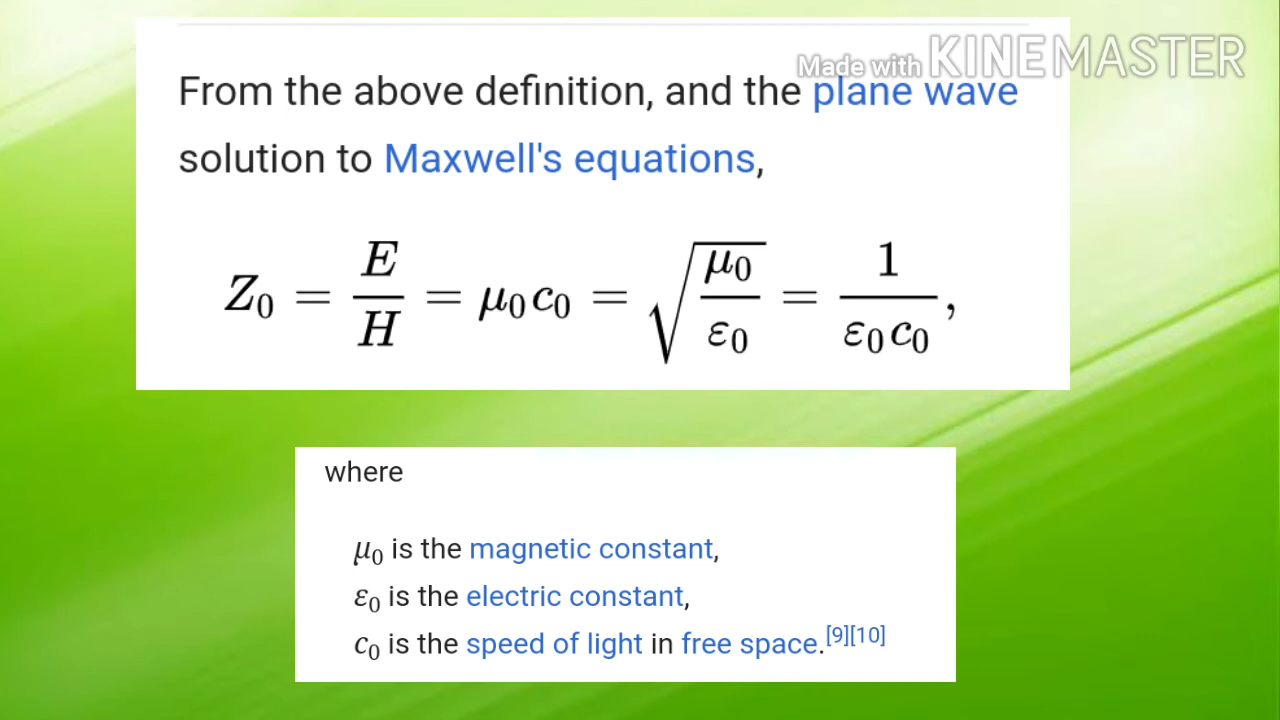 Made with KINEMASTER
From the above definition, and the plane wave
solution to Maxwell's equations,
Z₀ = E/H = μ₀c₀ = √(μ₀/ε₀) = 1/(ε₀c₀),
where
μ₀ is the magnetic constant,
ε₀ is the electric constant,
c₀ is the speed of light in free space.[9][10]